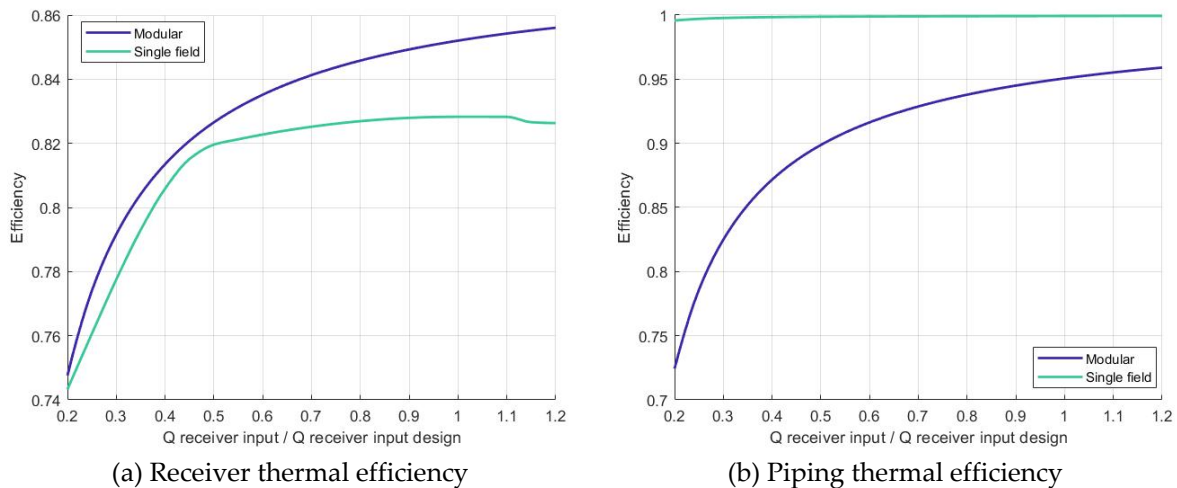 0.86
0.84
0.82
0.8
0.78
0.76
0.74
Efficiency
Modular
Single field
0.2 0.3 0.4 0.5 0.6 0.7 0.8 0.9 1 1.1 1.2
Q receiver input / Q receiver input design
(a) Receiver thermal efficiency
1
0.95
0.9
0.85
0.8
0.75
0.7
Efficiency
Modular
Single field
0.2 0.3 0.4 0.5 0.6 0.7 0.8 0.9 1 1.1 1.2
Q receiver input / Q receiver input design
(b) Piping thermal efficiency